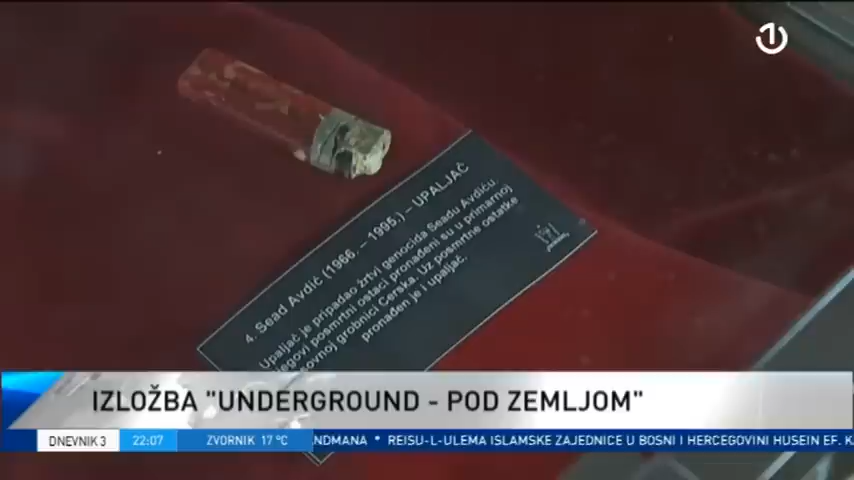 1
4. Sead Avdić (1966. – 1995.) – UPALJAČ
Upaljač je pripadao žrtvi genocida Seadu Avdiću.
posmrtni ostaci pronađeni su u primarnoj
grobnici Cerska. Uz posmrtne ostatke
pronađen je i upaljač.
IZLOŽBA "UNDERGROUND - POD ZEMLJOM"
DNEVNIK 3 22:07 ZVORNIK 17 °C NDMANA * REISU-L-ULEMA ISLAMSKE ZAJEDNICE U BOSNI I HERCEGOVINI HUSEIN EF. K